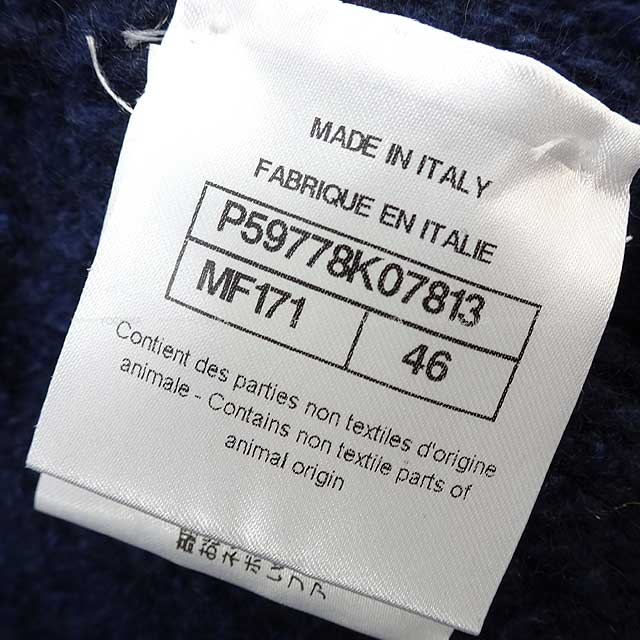 MADE IN ITALY
FABRIQUE EN ITALIE
P59778K07813
MF171 46
Contient des parties non textiles d'origine
animale - Contains non textile parts of
animal origin